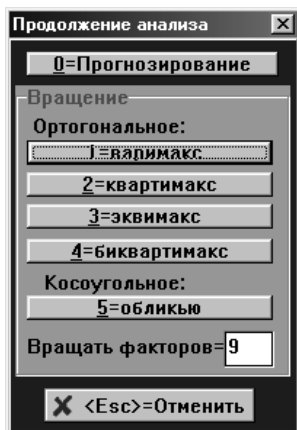 Продолжение анализа
0=Прогнозирование
Вращение
Ортогональное:
1=варимакс
2=квартимакс
3=эквимакс
4=биквартимакс
Косоугольное:
5=обликью
Вращать факторов=9
<Esc>=Отменить